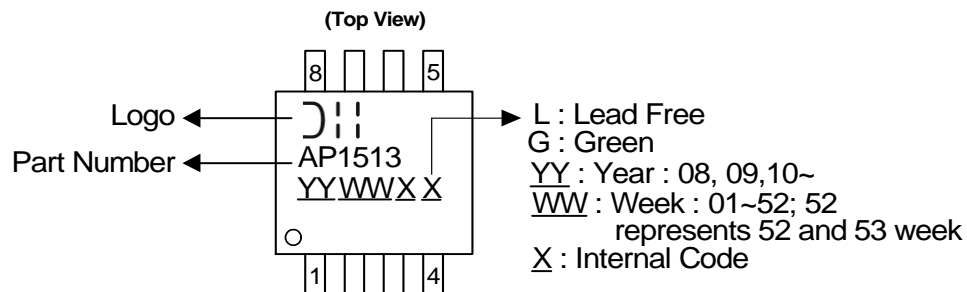 (Top View)
8 5
Logo
Part Number
AP1513
YY WW X X
1 4
L : Lead Free
G : Green
YY : Year : 08, 09,10~
WW : Week : 01~52; 52
represents 52 and 53 week
X : Internal Code